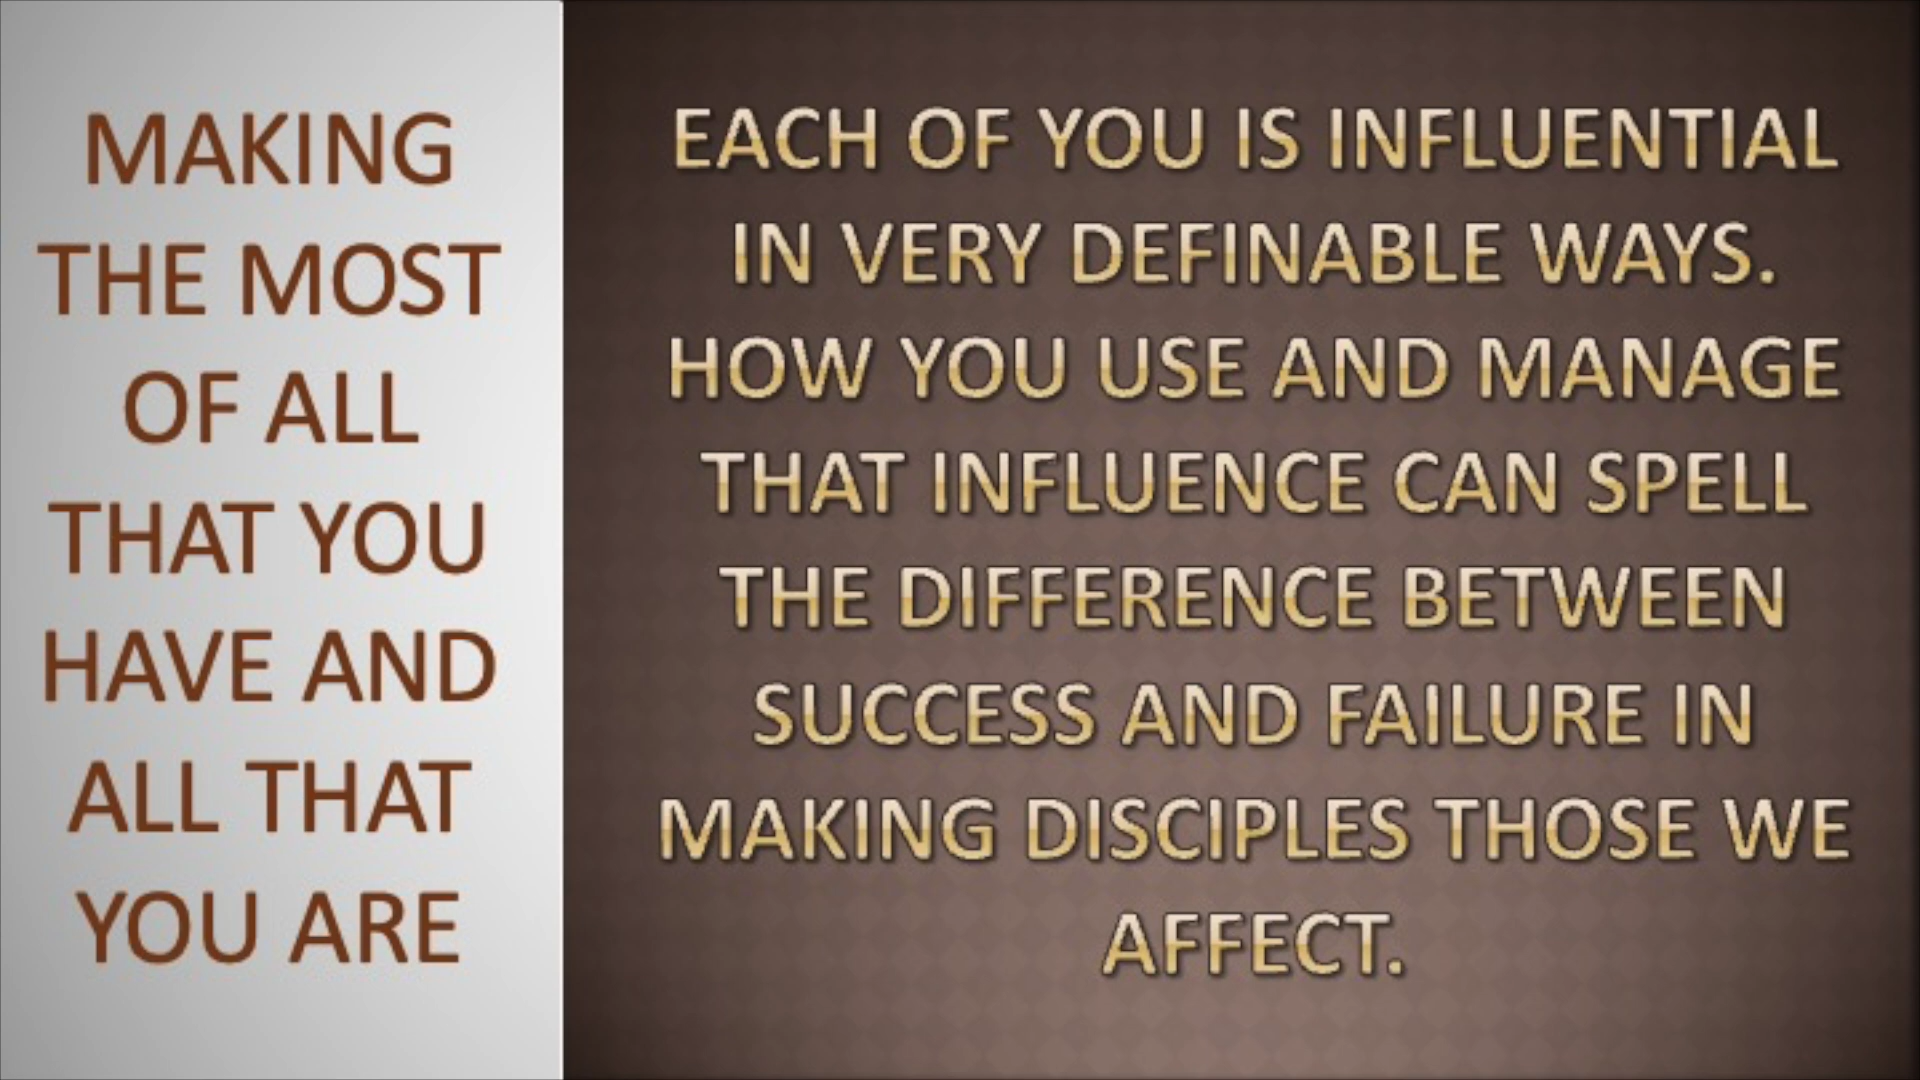 MAKING
THE MOST
OF ALL
THAT YOU
HAVE AND
ALL THAT
YOU ARE
EACH OF YOU IS INFLUENTIAL
IN VERY DEFINABLE WAYS.
HOW YOU USE AND MANAGE
THAT INFLUENCE CAN SPELL
THE DIFFERENCE BETWEEN
SUCCESS AND FAILURE IN
MAKING DISCIPLES THOSE WE
AFFECT.